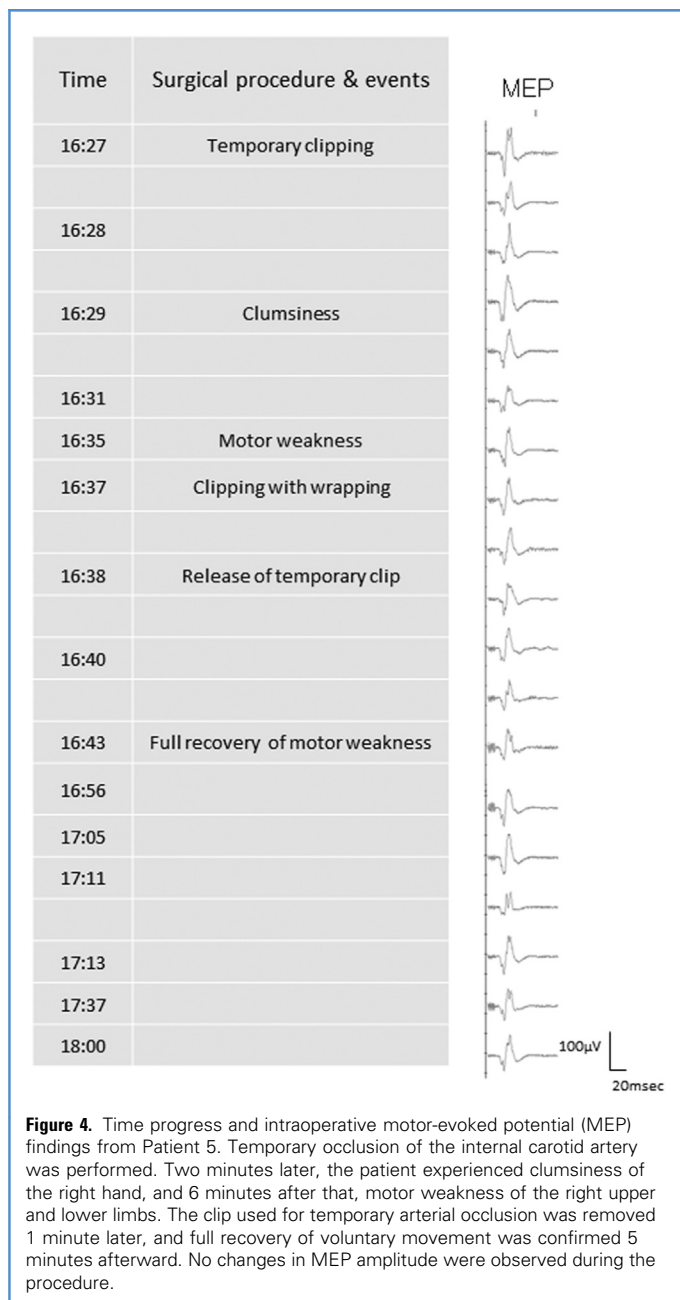 Time Surgical procedure & events MEP
16:27 Temporary clipping
16:28
16:29 Clumsiness
16:31
16:35 Motor weakness
16:37 Clipping with wrapping
16:38 Release of temporary clip
16:40
16:43 Full recovery of motor weakness
16:56
17:05
17:11
17:13
17:37
18:00
100µV
20msec
Figure 4. Time progress and intraoperative motor-evoked potential (MEP)
findings from Patient 5. Temporary occlusion of the internal carotid artery
was performed. Two minutes later, the patient experienced clumsiness of
the right hand, and 6 minutes after that, motor weakness of the right upper
and lower limbs. The clip used for temporary arterial occlusion was removed
1 minute later, and full recovery of voluntary movement was confirmed 5
minutes afterward. No changes in MEP amplitude were observed during the
procedure.